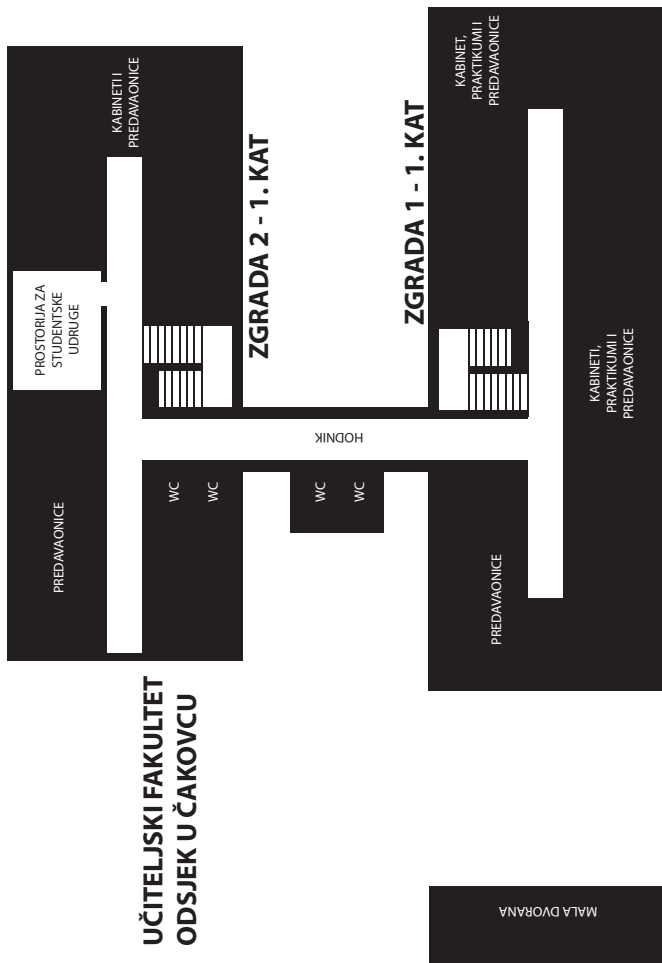 UČITELJSKI FAKULTET
ODSJEK U ČAKOVCU
ZGRADA 2 - 1. KAT
ZGRADA 1 - 1. KAT
PREDAVAONICE
PROSTORIJA ZA
STUDENTSKE
UDRUGE
KABINETI I
PREDAVAONICE
WC
WC
WC
WC
HODNIK
KABINET,
PRAKTIKUMI I
PREDAVAONICE
PREDAVAONICE
KABINETI,
PRAKTIKUMI I
PREDAVAONICE
MALA DVORANA